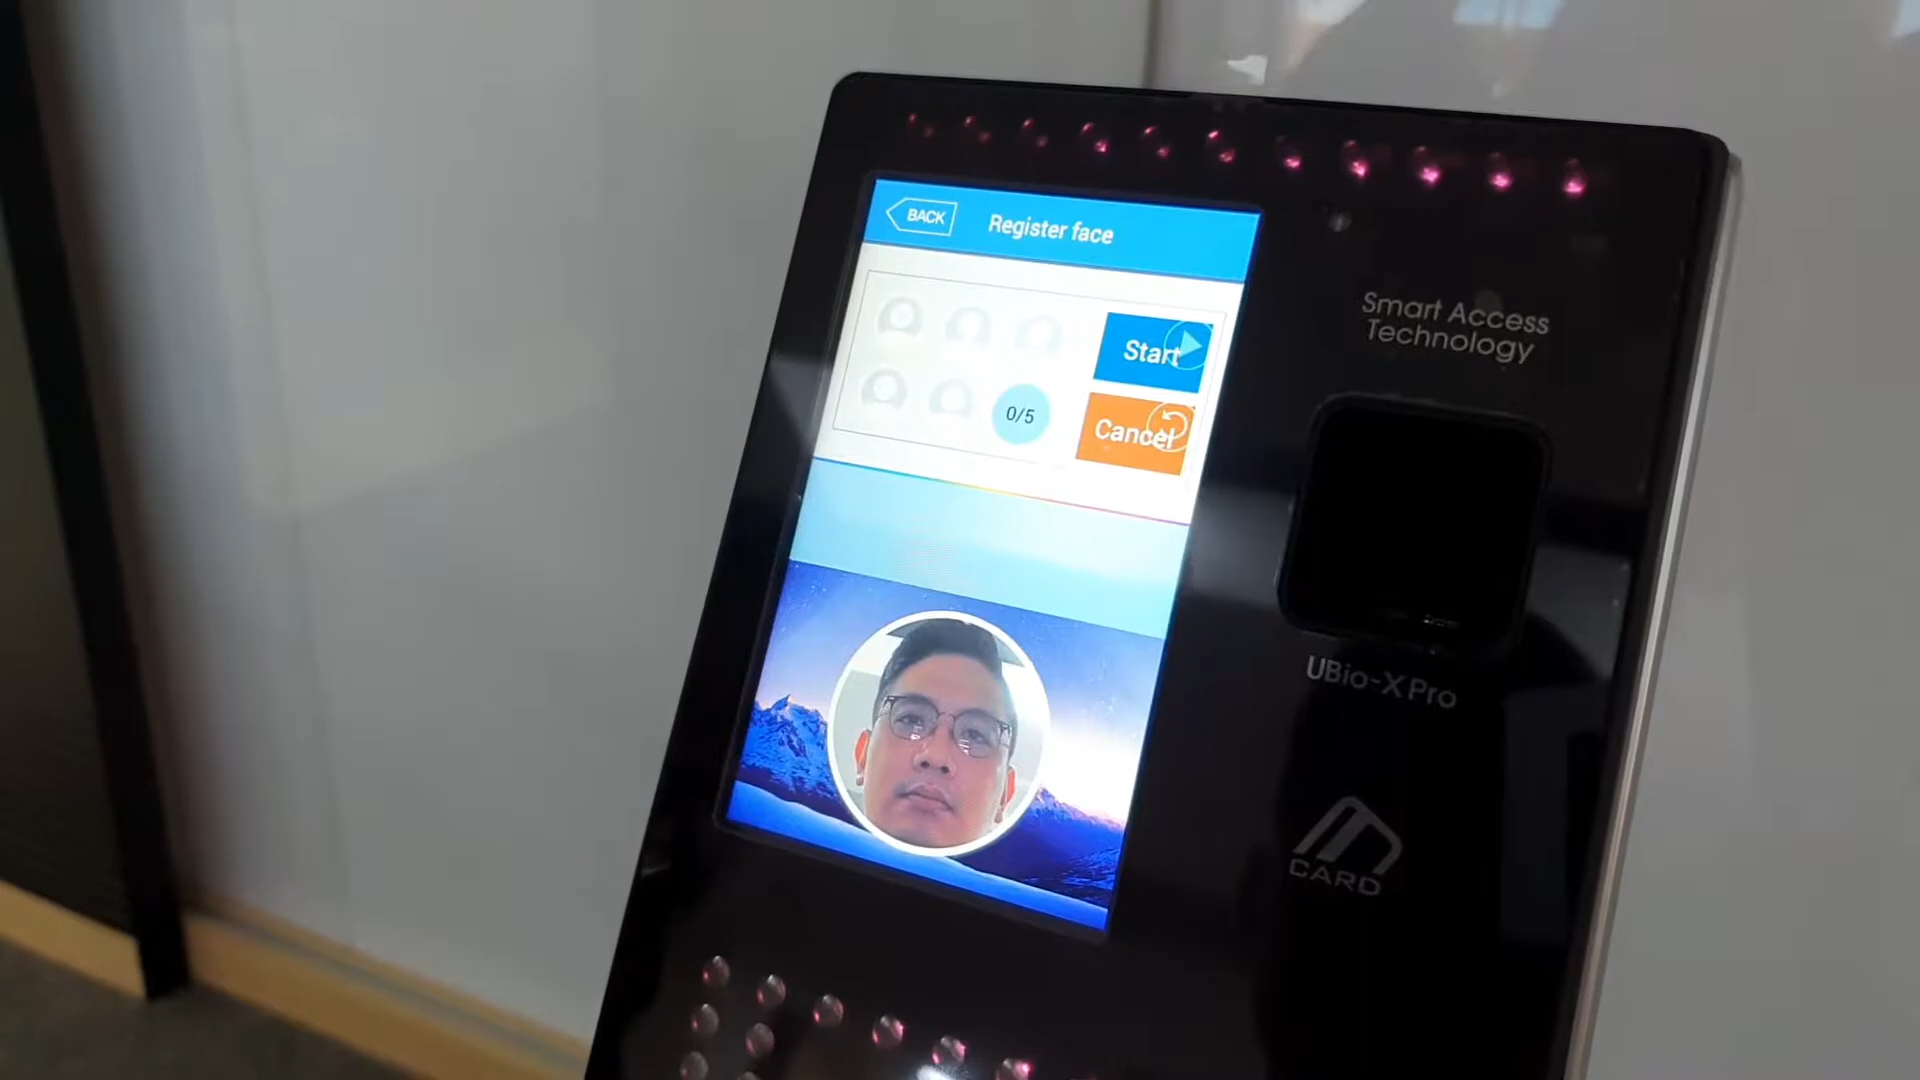 BACK
Register face
Start
0/5
Cancel
Smart Access
Technology
UBio-X Pro
CARD